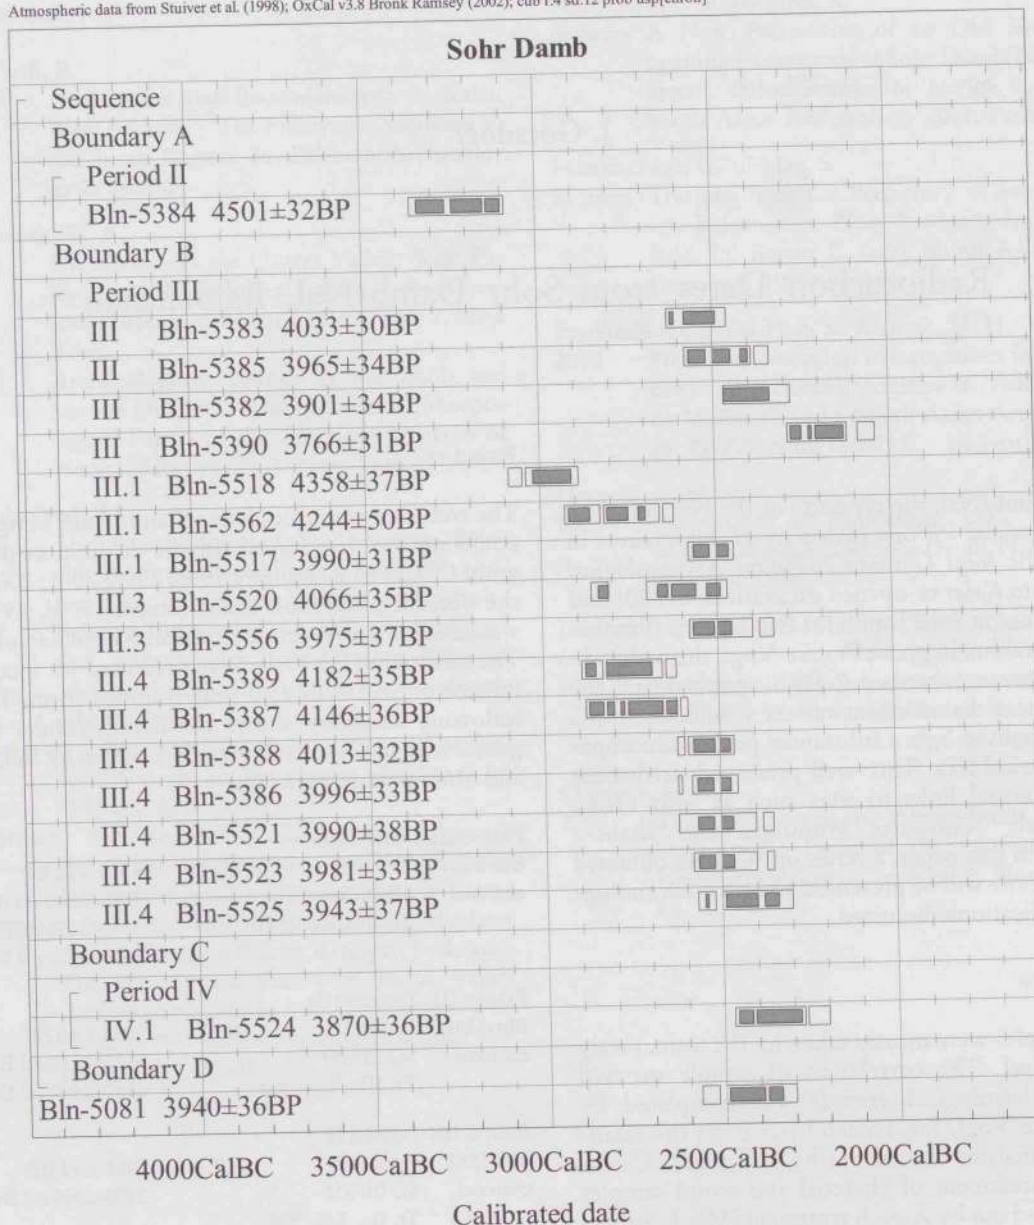 Atmospheric data from Stuiver et al. (1998); OxCal v3.8 Bronk Ramsey (2002); cub r:4 sd:12 prob usp[chron]
Sohr Damb
Sequence
Boundary A
Period II
Bln-5384 4501±32BP
Boundary B
Period III
III Bln-5383 4033±30BP
III Bln-5385 3965±34BP
III Bln-5382 3901±34BP
III Bln-5390 3766±31BP
III.1 Bln-5518 4358±37BP
III.1 Bln-5562 4244±50BP
III.1 Bln-5517 3990±31BP
III.3 Bln-5520 4066±35BP
III.3 Bln-5556 3975±37BP
III.4 Bln-5389 4182±35BP
III.4 Bln-5387 4146±36BP
III.4 Bln-5388 4013±32BP
III.4 Bln-5386 3996±33BP
III.4 Bln-5521 3990±38BP
III.4 Bln-5523 3981±33BP
III.4 Bln-5525 3943±37BP
Boundary C
Period IV
IV.1 Bln-5524 3870±36BP
Boundary D
Bln-5081 3940±36BP
4000CalBC 3500CalBC 3000CalBC 2500CalBC 2000CalBC
Calibrated date